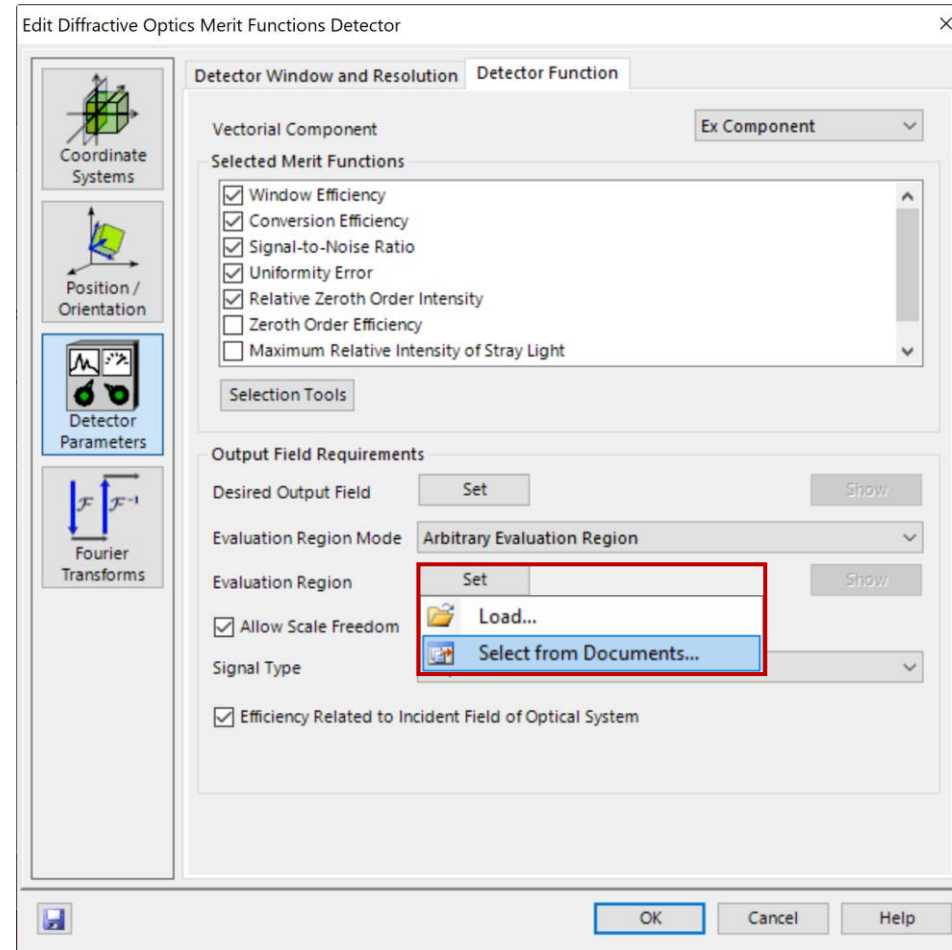 Edit Diffractive Optics Merit Functions Detector
Coordinate
Systems
Position /
Orientation
Detector
Parameters
ℱ ℱ⁻¹
Fourier
Transforms
Detector Window and Resolution Detector Function
Vectorial Component Ex Component
Selected Merit Functions
Window Efficiency
Conversion Efficiency
Signal-to-Noise Ratio
Uniformity Error
Relative Zeroth Order Intensity
Zeroth Order Efficiency
Maximum Relative Intensity of Stray Light
Selection Tools
Output Field Requirements
Desired Output Field Set Show
Evaluation Region Mode Arbitrary Evaluation Region
Evaluation Region Set Show
Load...
Allow Scale Freedom
Select from Documents...
Signal Type
Efficiency Related to Incident Field of Optical System
OK Cancel Help